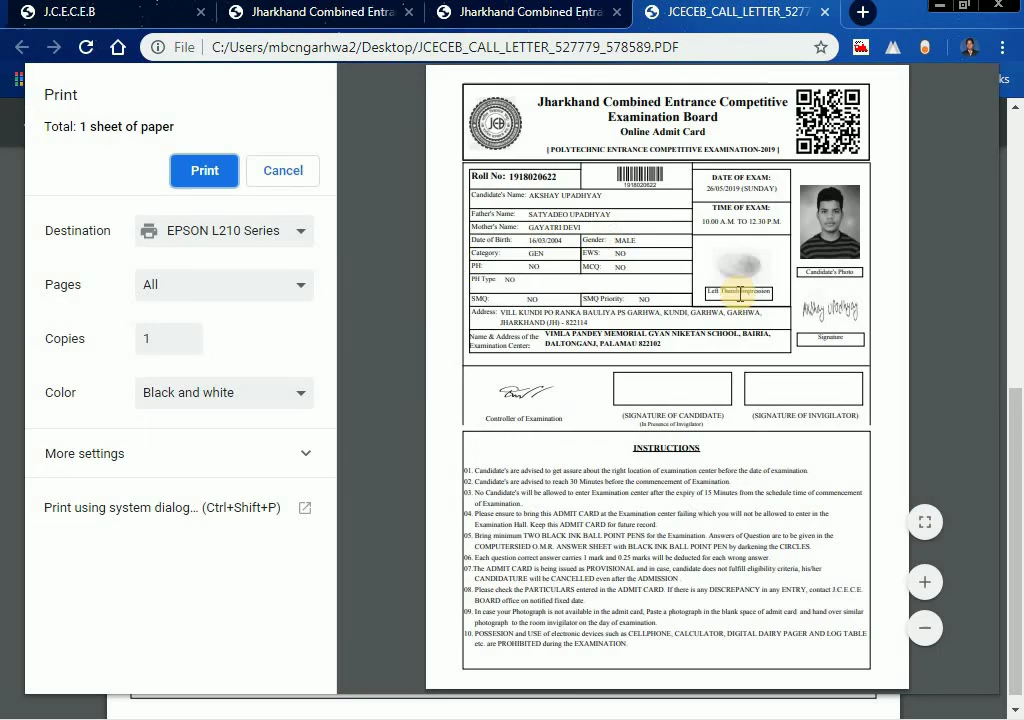 J.C.E.C.E.B
Jharkhand Combined Entra
Jharkhand Combined Entr
JCECEB_CALL_LETTER_527
File
C:/Users/mbcngarhwa2/Desktop/JCECEB_CALL_LETTER_527779_578589.PDF
ks
Print
Total: 1 sheet of paper
Print
Cancel
Destination
EPSON L210 Series
Pages
All
Copies
1
Color
Black and white
More settings
Print using system dialog... (Ctrl+Shift+P)
JCEB
Jharkhand Combined Entrance Competitive
Examination Board
Online Admit Card
[ POLYTECHNIC ENTRANCE COMPETITIVE EXAMINATION-2019 ]
Roll No: 1918020622
1918020622
DATE OF EXAM:
26/05/2019 (SUNDAY)
Candidate's Name: AKSHAY UPADHYAY
Father's Name: SATYADEO UPADHYAY
TIME OF EXAM:
10:00 A.M. TO 12.30 P.M.
Mother's Name: GAYATRI DEVI
Date of Birth: 16/03/2004 Gender: MALE
Category: GEN EWS: NO
PH: NO MCQ: NO
PH Type: NO
Candidate's Photo
Left Thumb Impression
SMQ: NO SMQ Priority: NO
Akshay Upadhyay
Address: VILL KUNDI PO RANKA BAULIYA PS GARHWA, KUNDI, GARHWA, GARHWA,
JHARKHAND (JH) - 822114
Name & Address of the Examination Center: VIMLA PANDEY MEMORIAL GYAN NIKETAN SCHOOL, BAIRIA,
DALTONGANJ, PALAMAU 822102
Signature
Controller of Examination
(SIGNATURE OF CANDIDATE)
(In Presence of Invigilator)
(SIGNATURE OF INVIGILATOR)
INSTRUCTIONS
01. Candidate's are advised to get assure about the right location of examination center before the date of examination.
02. Candidate's are advised to reach 30 Minutes before the commencement of Examination.
03. No Candidate's will be allowed to enter Examination center after the expiry of 15 Minutes from the schedule time of commencement
of Examination.
04. Please ensure to bring this ADMIT CARD at the Examination center failing which you will not be allowed to enter in the
Examination Hall. Keep this ADMIT CARD for future record.
05. Bring minimum TWO BLACK INK BALL POINT PENS for the Examination. Answers of Question are to be given in the
COMPUTERSIED O.M.R. ANSWER SHEET with BLACK INK BALL POINT PEN by darkening the CIRCLES.
06. Each question correct answer carries 1 mark and 0.25 marks will be deducted for each wrong answer.
07.The ADMIT CARD is being issued as PROVISIONAL and in case, candidate does not fulfill eligibility criteria, his/her
CANDIDATURE will be CANCELLED even after the ADMISSION .
08. Please check the PARTICULARS entered in the ADMIT CARD. If there is any DISCREPANCY in any ENTRY, contact J.C.E.C.E.
BOARD office on notified fixed date.
09. In case your Photograph is not available in the admit card, Paste a photograph in the blank space of admit card and hand over similar
photograph to the room invigilator on the day of examination.
10. POSSESION and USE of electronic devices such as CELLPHONE, CALCULATOR, DIGITAL DAIRY PAGER AND LOG TABLE
etc. are PROHIBITED during the EXAMINATION.